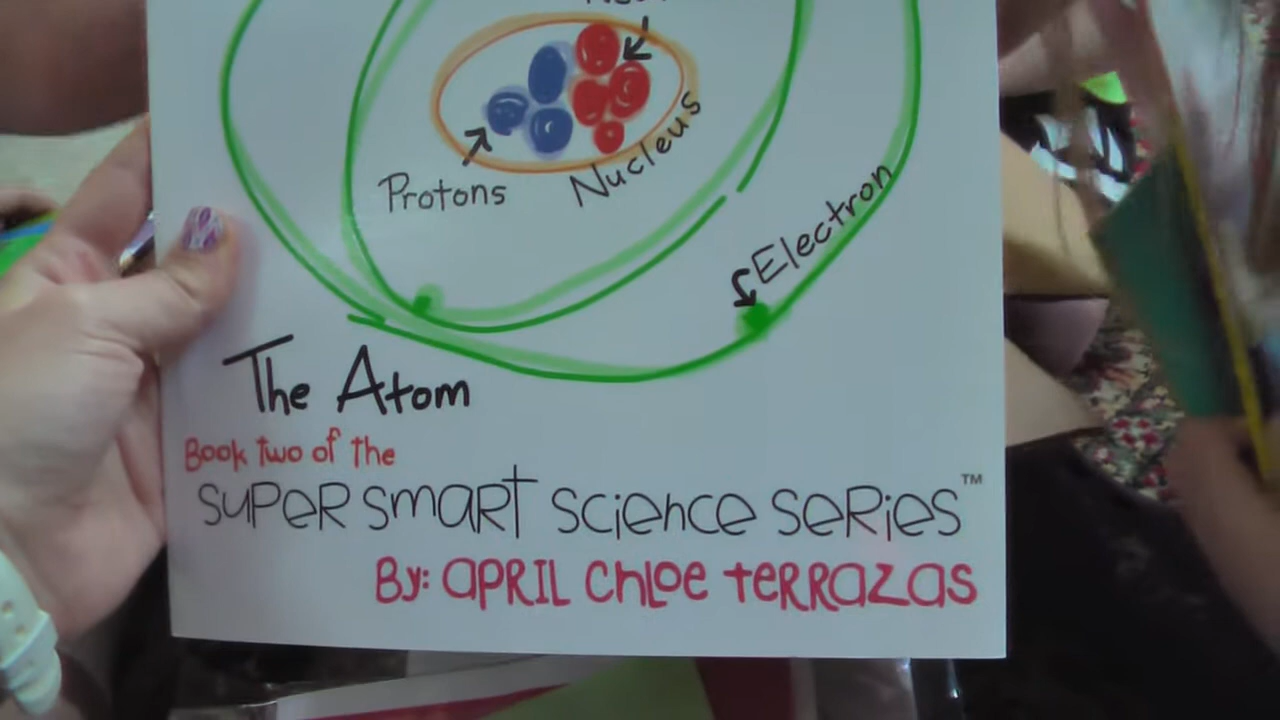 Protons
Nucleus
Electron
The Atom
Book two of the
SUPER SMART SCIENCE SERIES™
By: APRIL CHLOE TERRAZAS